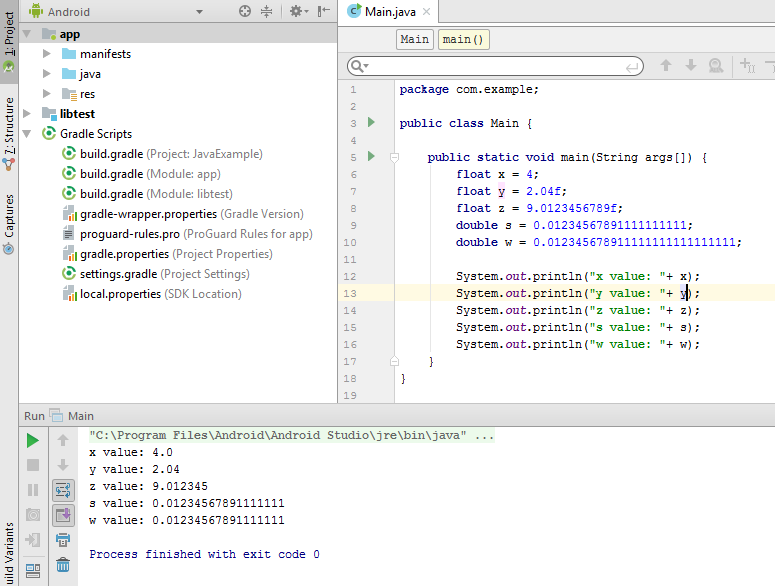 Android
Main.java
1: Project
7: Structure
Captures
uild Variants
app
manifests
java
res
libtest
Gradle Scripts
build.gradle (Project: JavaExample)
build.gradle (Module: app)
build.gradle (Module: libtest)
gradle-wrapper.properties (Gradle Version)
proguard-rules.pro (ProGuard Rules for app)
gradle.properties (Project Properties)
settings.gradle (Project Settings)
local.properties (SDK Location)
Main main()
1 package com.example;
2
3 public class Main {
4
5 public static void main(String args[]) {
6 float x = 4;
7 float y = 2.04f;
8 float z = 9.0123456789f;
9 double s = 0.01234567891111111111;
10 double w = 0.012345678911111111111111111;
11
12 System.out.println("x value: "+ x);
13 System.out.println("y value: "+ y);
14 System.out.println("z value: "+ z);
15 System.out.println("s value: "+ s);
16 System.out.println("w value: "+ w);
17 }
18 }
19
Run Main
"C:\Program Files\Android\Android Studio\jre\bin\java" ...
x value: 4.0
y value: 2.04
z value: 9.012345
s value: 0.01234567891111111
w value: 0.01234567891111111
Process finished with exit code 0